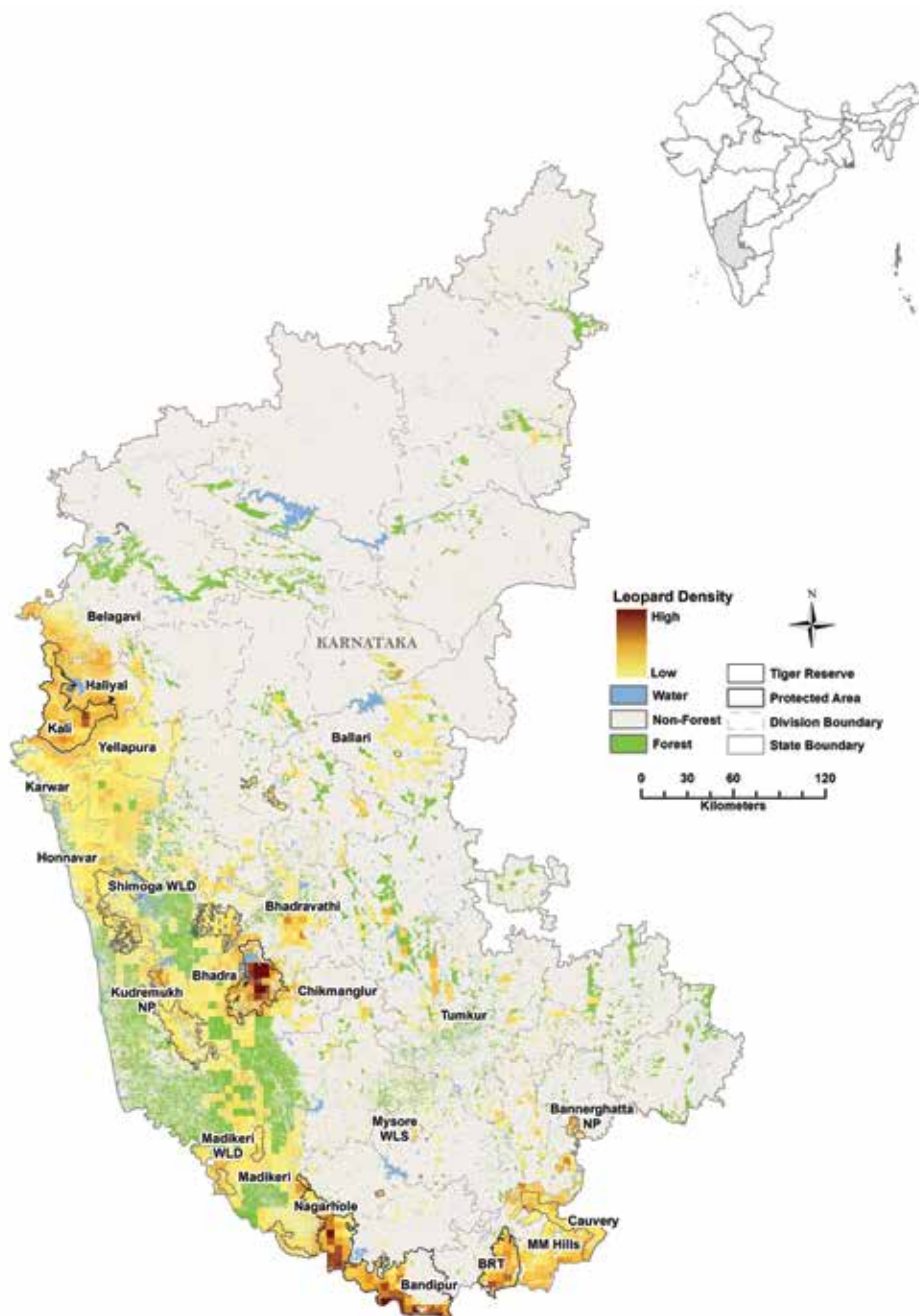 Belagavi
KARNATAKA
Haliyal
Kali
Yellapura
Ballari
Karwar
Honnavar
Shimoga WLD
Bhadravathi
Bhadra
Chikmanglur
Kudremukh
NP
Tumkur
Bannerghatta
NP
Mysore
WLS
Madikeri
WLD
Madikeri
Nagarhole
Cauvery
MM Hills
BRT
Bandipur
Leopard Density
High
Low
Water
Non-Forest
Forest
Tiger Reserve
Protected Area
Division Boundary
State Boundary
N
0 30 60 120
Kilometers